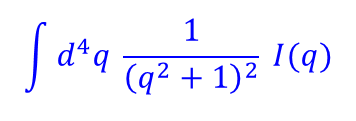 ∫ d⁴q 1/(q² + 1)² I(q)